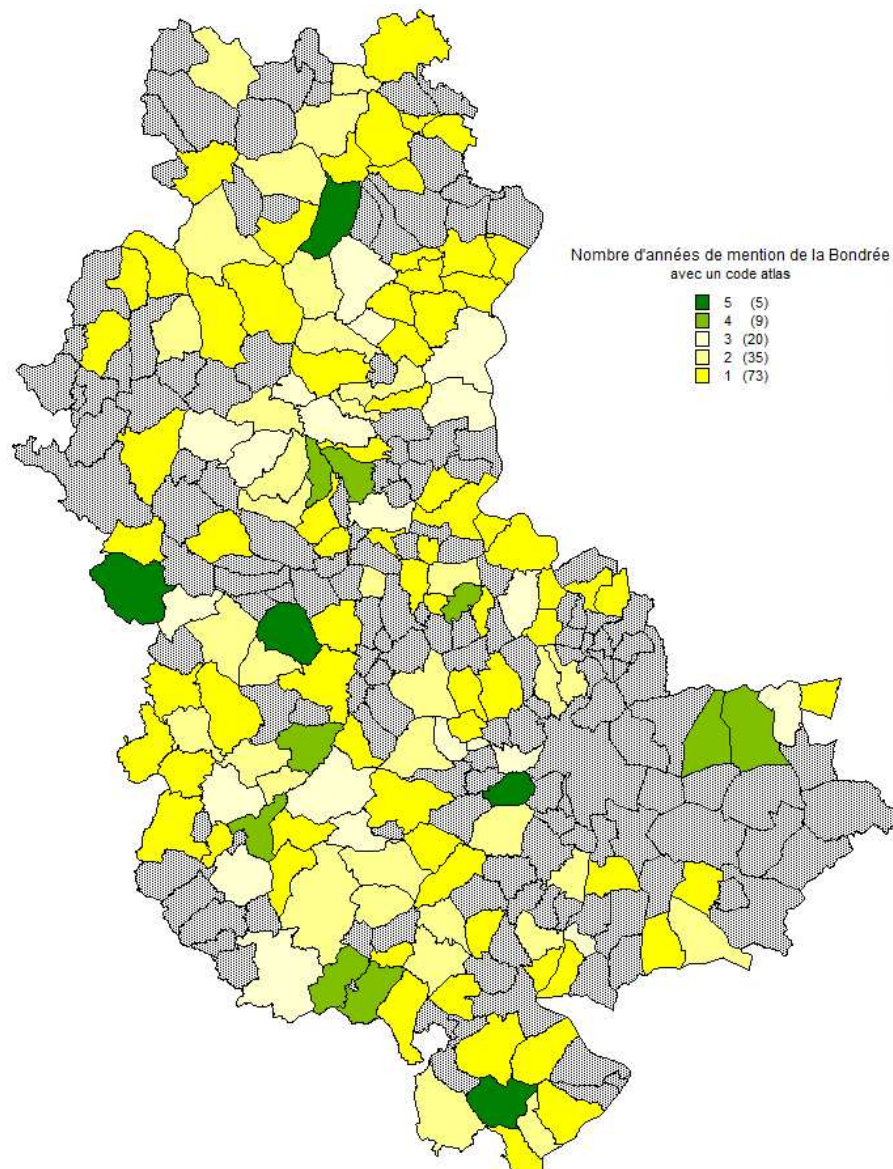 Nombre d'années de mention de la Bondrée
avec un code atlas
5 (5)
4 (9)
3 (20)
2 (35)
1 (73)